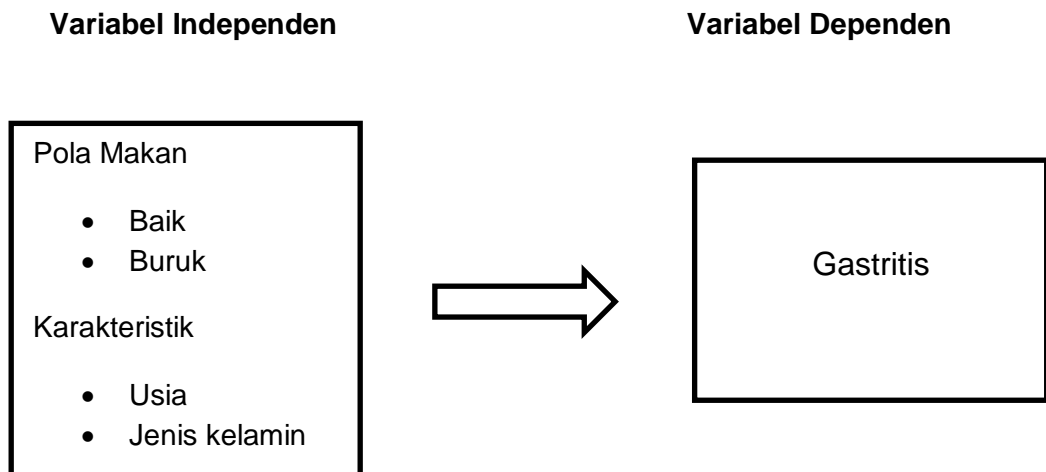 Variabel Independen
Variabel Dependen
Pola Makan
• Baik
• Buruk
Karakteristik
• Usia
• Jenis kelamin
Gastritis